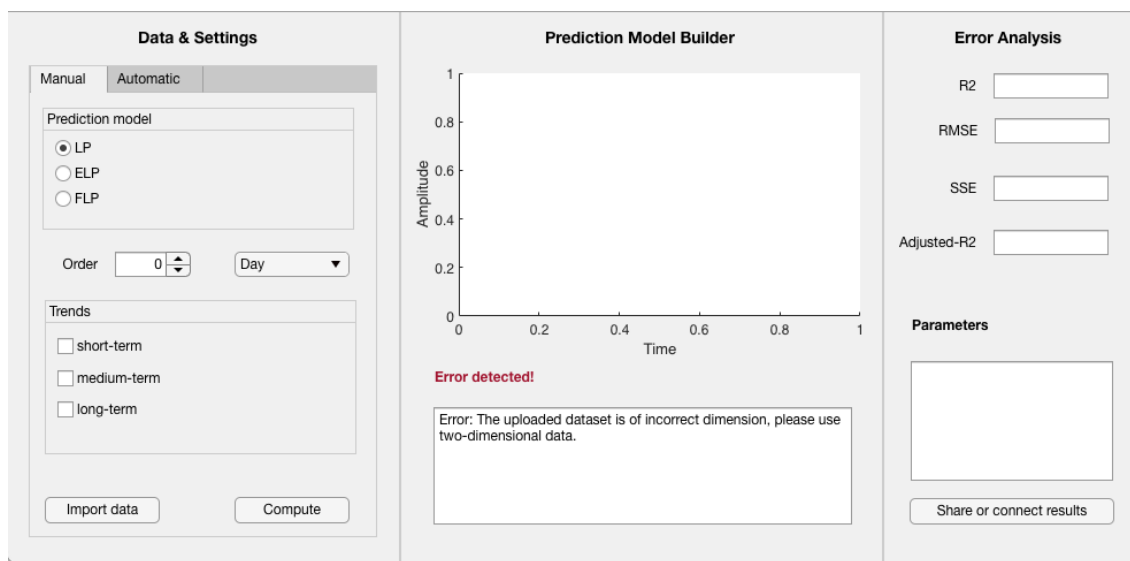 Data & Settings
Manual
Automatic
Prediction model
LP
ELP
FLP
Order
0
Day
Trends
short-term
medium-term
long-term
Import data
Compute
Prediction Model Builder
1
0.8
0.6
0.4
0.2
0
Amplitude
0
0.2
0.4
0.6
0.8
1
Time
Error detected!
Error: The uploaded dataset is of incorrect dimension, please use
two-dimensional data.
Error Analysis
R2
RMSE
SSE
Adjusted-R2
Parameters
Share or connect results